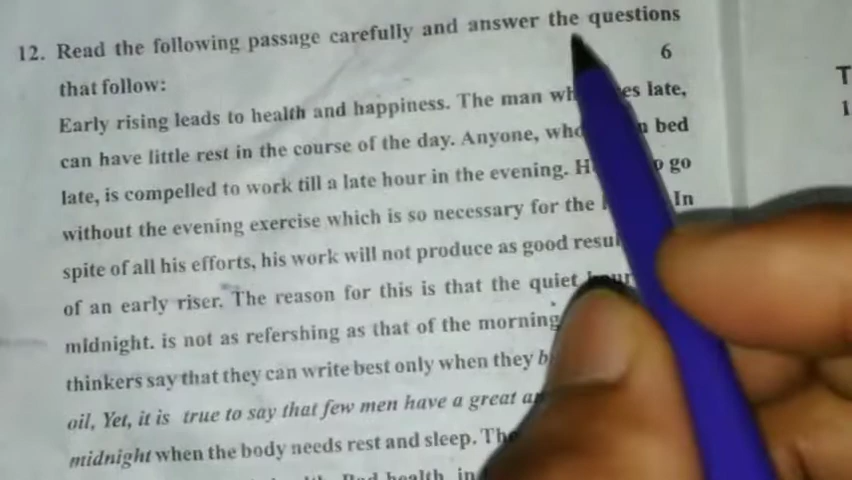 12. Read the following passage carefully and answer the questions
that follow: 6
Early rising leads to health and happiness. The man wh es late,
can have little rest in the course of the day. Anyone, who n bed
late, is compelled to work till a late hour in the evening. H o go
without the evening exercise which is so necessary for the In
spite of all his efforts, his work will not produce as good resul
of an early riser. The reason for this is that the quiet hour
midnight. is not as refershing as that of the morning
thinkers say that they can write best only when they b
oil, Yet, it is true to say that few men have a great
midnight when the body needs rest and sleep. Th
Bad health in
T
1